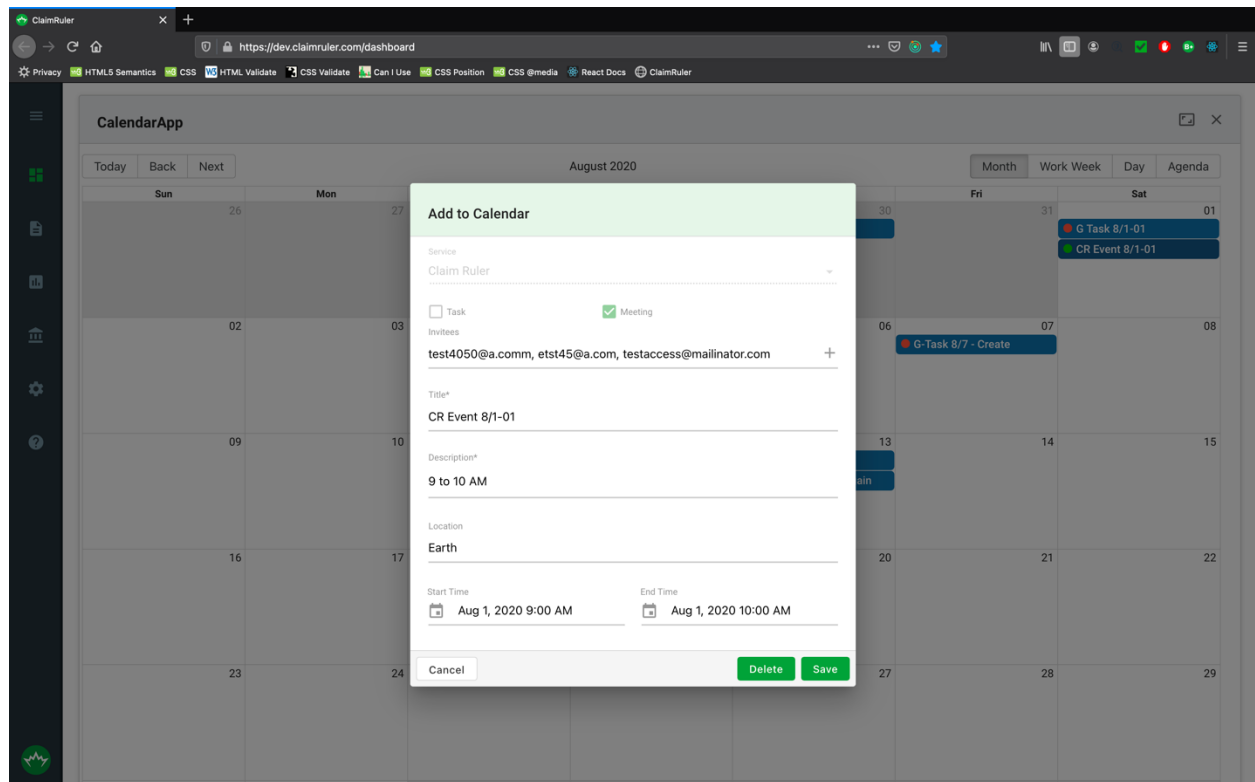 ClaimRuler
https://dev.claimruler.com/dashboard
Privacy HTML5 Semantics CSS HTML Validate CSS Validate Can I Use CSS Position CSS @media React Docs ClaimRuler
CalendarApp
Today Back Next August 2020 Month Work Week Day Agenda
Sun Mon Fri Sat
26 27 30 31 01
G Task 8/1-01
CR Event 8/1-01
Add to Calendar
Service
Claim Ruler
Task Meeting
Invitees
test4050@a.comm, etst45@a.com, testaccess@mailinator.com
Title*
CR Event 8/1-01
Description*
9 to 10 AM
Location
Earth
Start Time End Time
Aug 1, 2020 9:00 AM Aug 1, 2020 10:00 AM
Cancel Delete Save
02 03 06 07 08
G-Task 8/7 - Create
09 10 13 14 15
ain
16 17 20 21 22
23 24 27 28 29